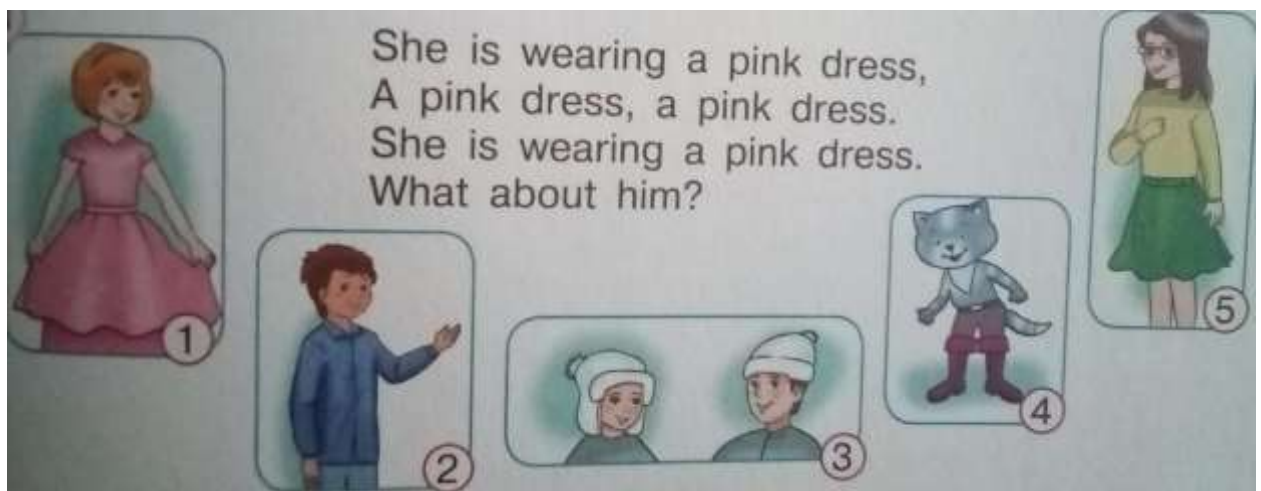 She is wearing a pink dress,
A pink dress, a pink dress.
She is wearing a pink dress.
What about him?
1
2
3
4
5